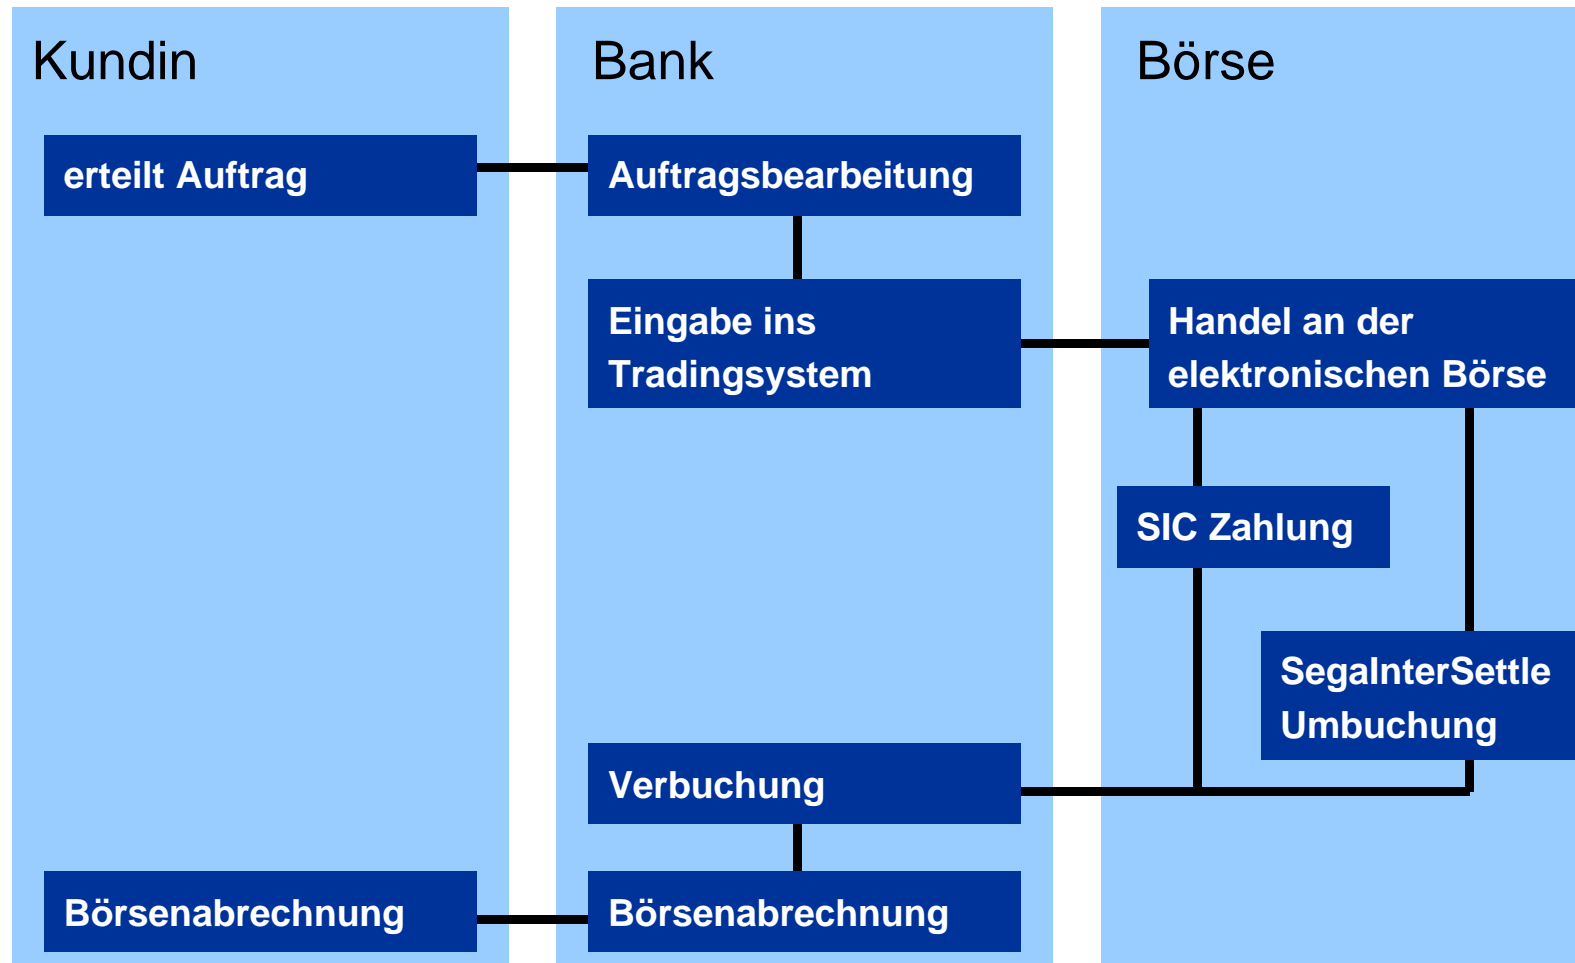 Kundin
Bank
Börse
erteilt Auftrag
Auftragsbearbeitung
Eingabe ins
Tradingsystem
Handel an der
elektronischen Börse
SIC Zahlung
SegaInterSettle
Umbuchung
Verbuchung
Börsenabrechnung
Börsenabrechnung